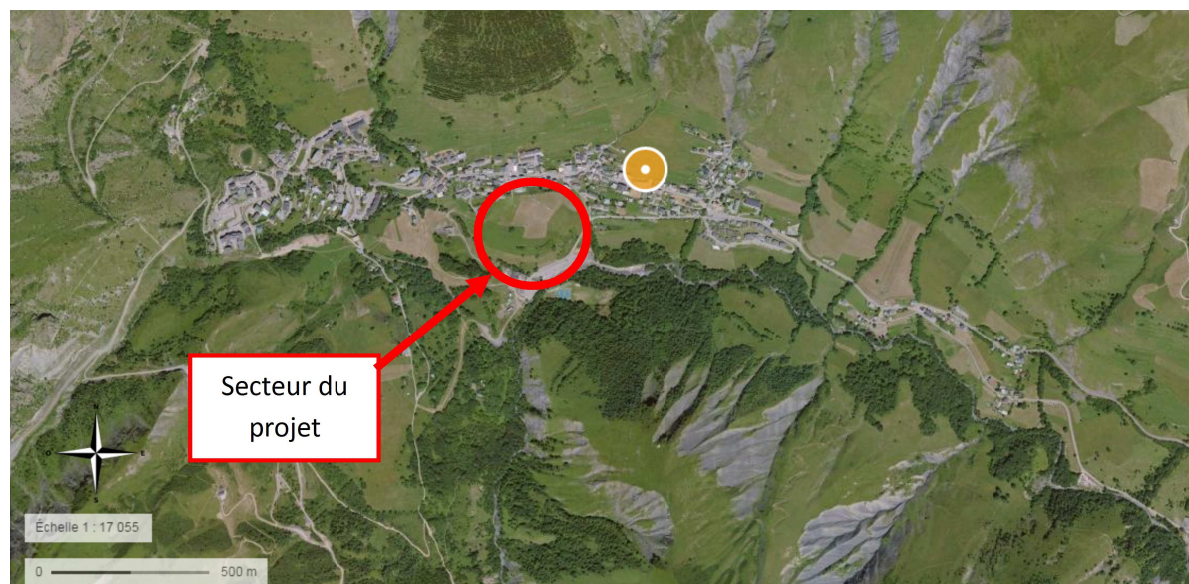 Secteur du
projet
N
O E
S
Échelle 1 : 17 055
0 500 m